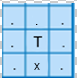 . . .
. T .
. x .